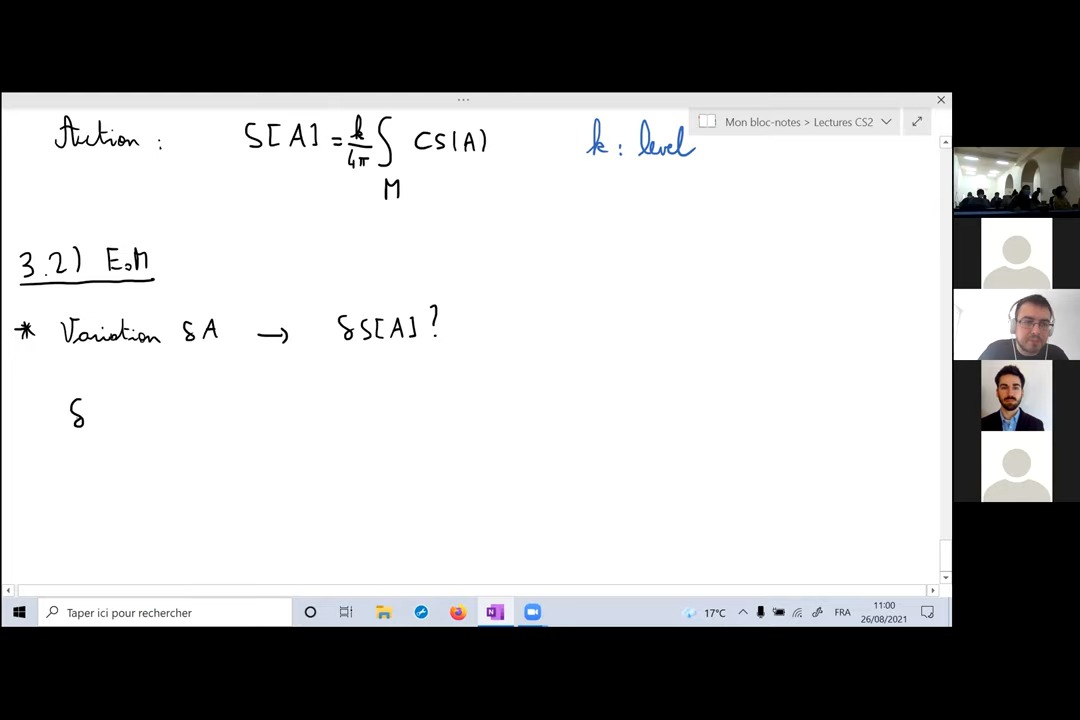 Mon bloc-notes > Lectures CS2
Action : S[A] = k/4π ∫_M CS(A) k : level
3.2) EoM
* Variation δA → δS[A] ?
δ
Taper ici pour rechercher
17°C
FRA
11:00
26/08/2021